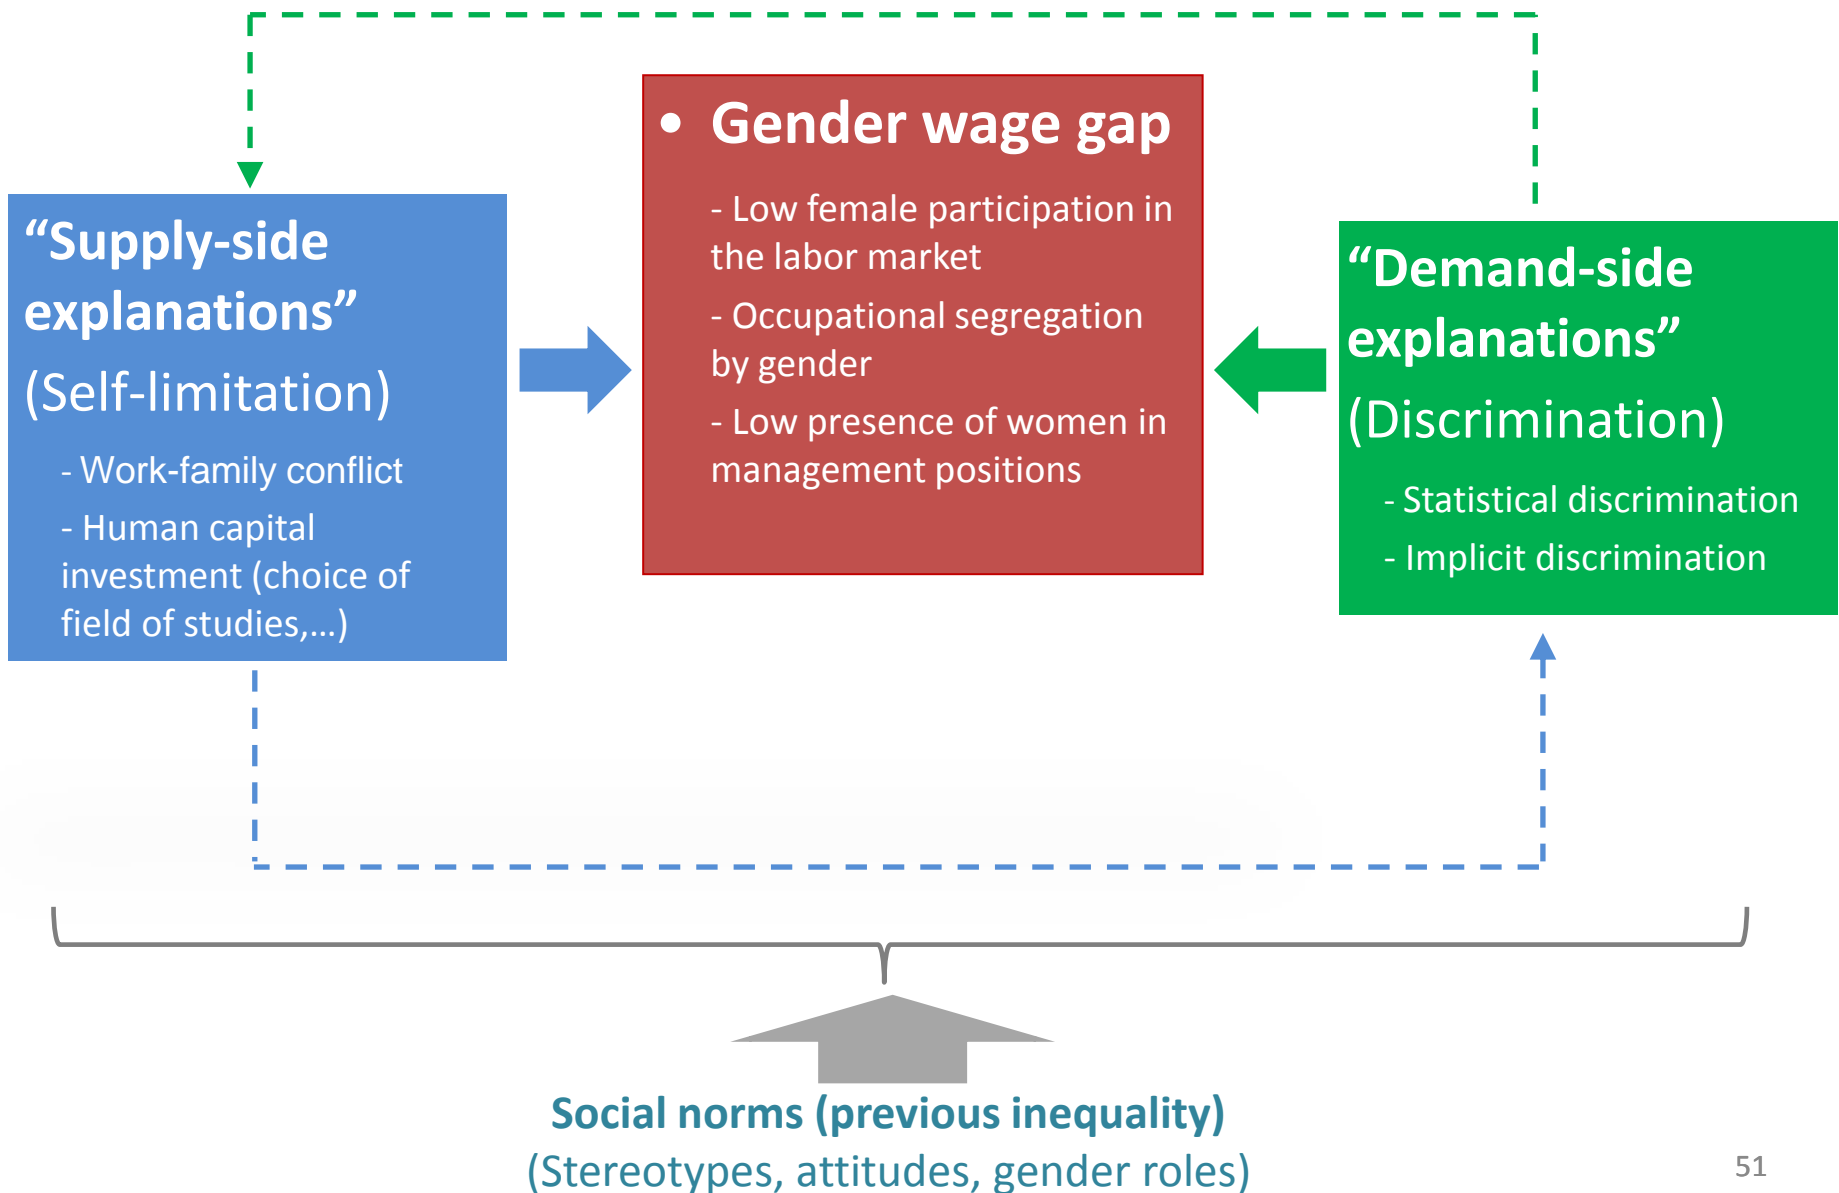 “Supply-side
explanations”
(Self-limitation)
- Work-family conflict
- Human capital
investment (choice of
field of studies,…)
• Gender wage gap
- Low female participation in
the labor market
- Occupational segregation
by gender
- Low presence of women in
management positions
“Demand-side
explanations”
(Discrimination)
- Statistical discrimination
- Implicit discrimination
Social norms (previous inequality)
(Stereotypes, attitudes, gender roles)
51